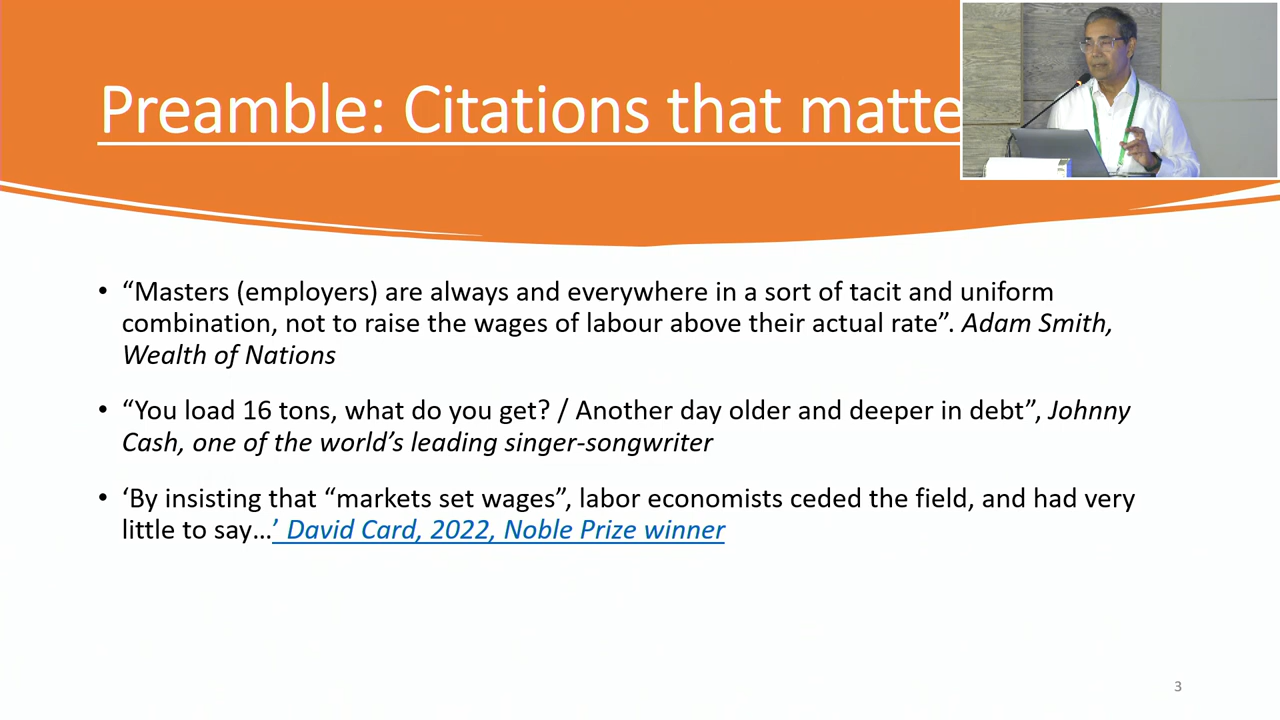 Preamble: Citations that matte
• “Masters (employers) are always and everywhere in a sort of tacit and uniform
combination, not to raise the wages of labour above their actual rate”. Adam Smith,
Wealth of Nations
• “You load 16 tons, what do you get? / Another day older and deeper in debt”, Johnny
Cash, one of the world’s leading singer-songwriter
• ‘By insisting that “markets set wages”, labor economists ceded the field, and had very
little to say…’ David Card, 2022, Noble Prize winner
3